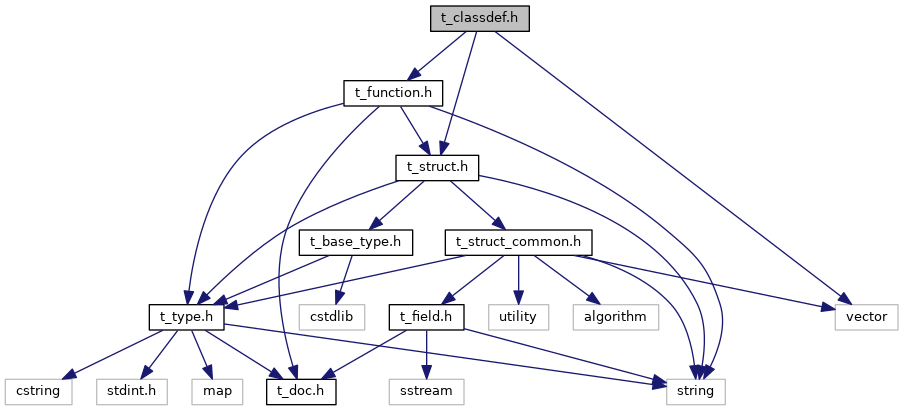 t_classdef.h
t_function.h
t_struct.h
t_base_type.h
t_struct_common.h
t_type.h
cstdlib
t_field.h
utility
algorithm
vector
cstring
stdint.h
map
t_doc.h
sstream
string